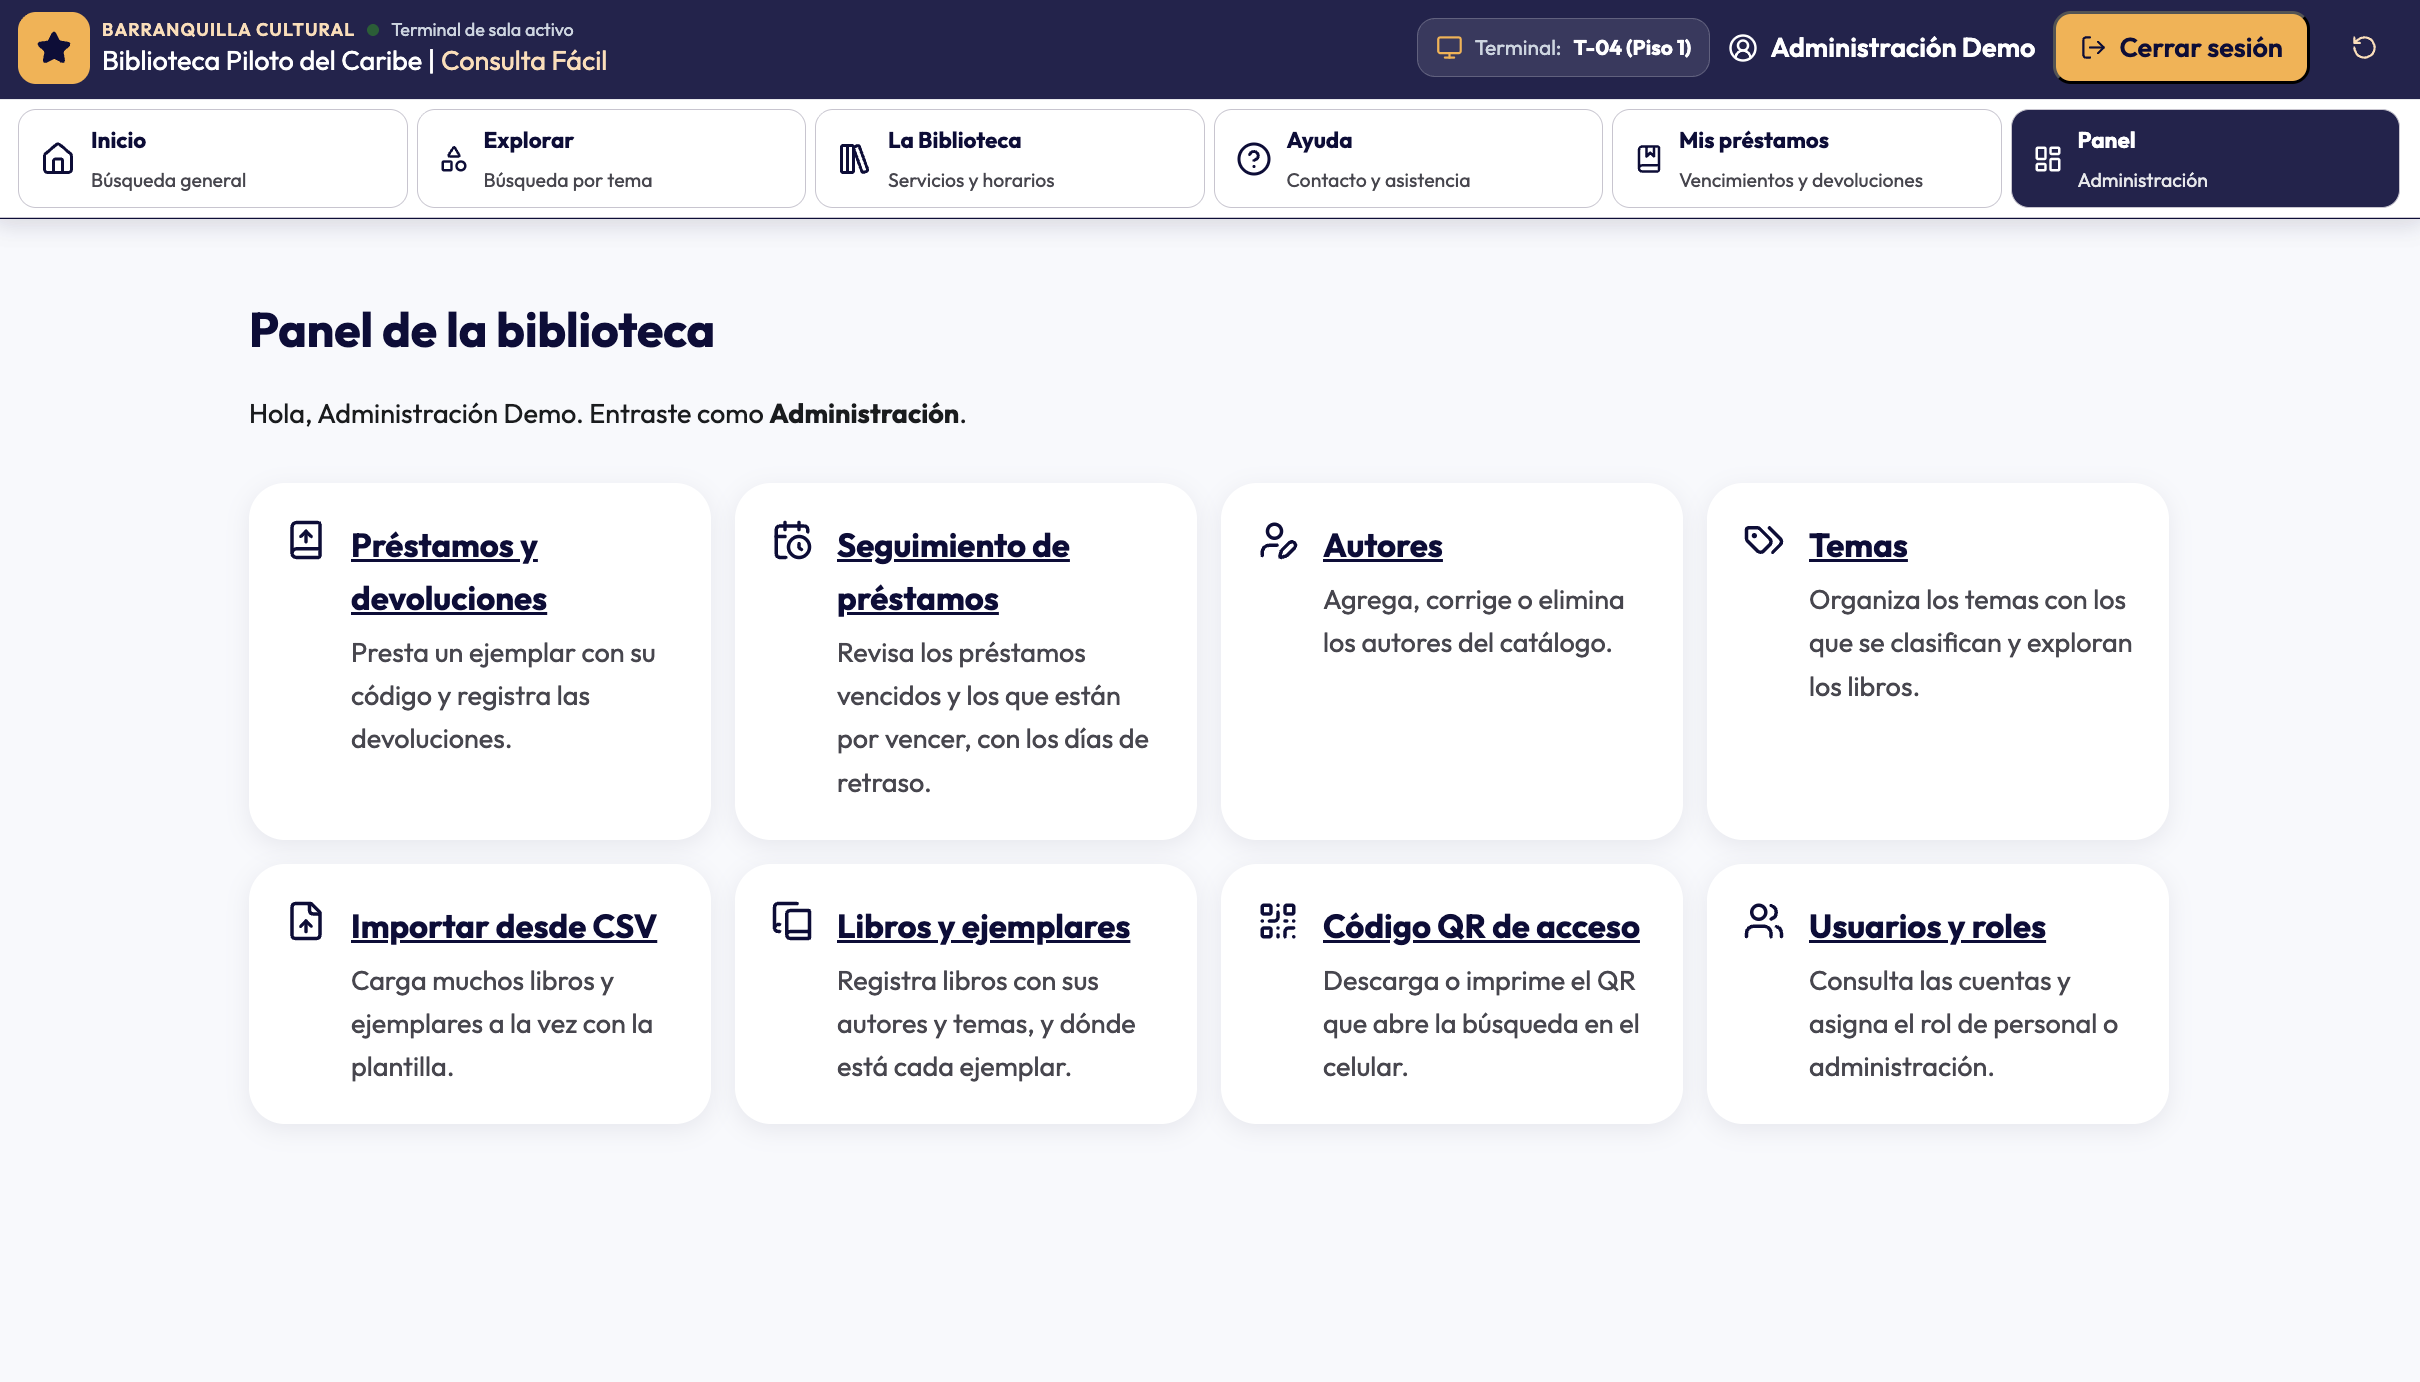 BARRANQUILLA CULTURAL Terminal de sala activo
Biblioteca Piloto del Caribe | Consulta Fácil
Terminal: T-04 (Piso 1)
Administración Demo
Cerrar sesión
Inicio
Búsqueda general
Explorar
Búsqueda por tema
La Biblioteca
Servicios y horarios
Ayuda
Contacto y asistencia
Mis préstamos
Vencimientos y devoluciones
Panel
Administración
Panel de la biblioteca
Hola, Administración Demo. Entraste como Administración.
Préstamos y
devoluciones
Presta un ejemplar con su
código y registra las
devoluciones.
Seguimiento de
préstamos
Revisa los préstamos
vencidos y los que están
por vencer, con los días de
retraso.
Autores
Agrega, corrige o elimina
los autores del catálogo.
Temas
Organiza los temas con los
que se clasifican y exploran
los libros.
Importar desde CSV
Carga muchos libros y
ejemplares a la vez con la
plantilla.
Libros y ejemplares
Registra libros con sus
autores y temas, y dónde
está cada ejemplar.
Código QR de acceso
Descarga o imprime el QR
que abre la búsqueda en el
celular.
Usuarios y roles
Consulta las cuentas y
asigna el rol de personal o
administración.